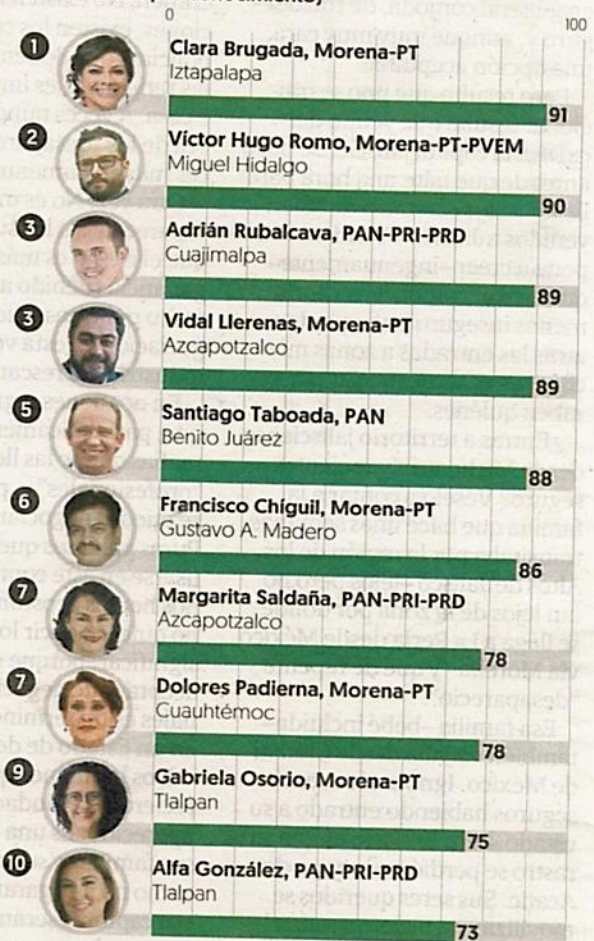 0 100
1
Clara Brugada, Morena-PT
Iztapalapa
91
2
Víctor Hugo Romo, Morena-PT-PVEM
Miguel Hidalgo
90
3
Adrián Rubalcava, PAN-PRI-PRD
Cuajimalpa
89
3
Vidal Llerenas, Morena-PT
Azcapotzalco
89
5
Santiago Taboada, PAN
Benito Juárez
88
6
Francisco Chíguil, Morena-PT
Gustavo A. Madero
86
7
Margarita Saldaña, PAN-PRI-PRD
Azcapotzalco
78
7
Dolores Padierna, Morena-PT
Cuauhtémoc
78
9
Gabriela Osorio, Morena-PT
Tlalpan
75
10
Alfa González, PAN-PRI-PRD
Tlalpan
73